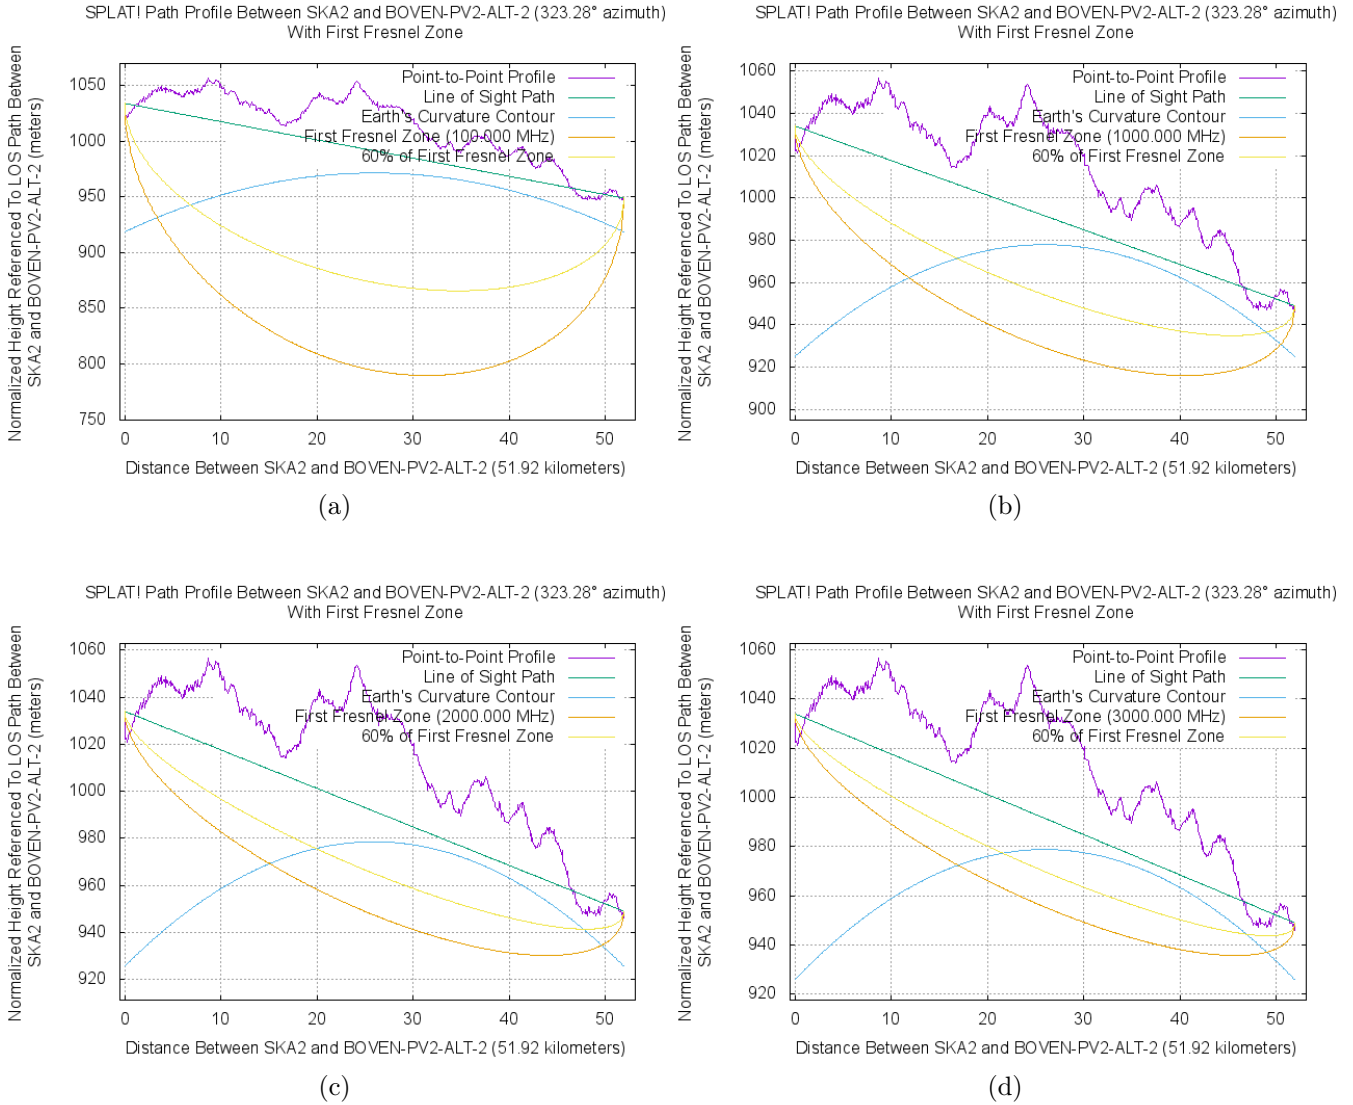 SPLAT! Path Profile Between SKA2 and BOVEN-PV2-ALT-2 (323.28° azimuth)
With First Fresnel Zone
Normalized Height Referenced To LOS Path Between
SKA2 and BOVEN-PV2-ALT-2 (meters)
1050
1000
950
900
850
800
750
Point-to-Point Profile
Line of Sight Path
Earth's Curvature Contour
First Fresnel Zone (100.000 MHz)
60% of First Fresnel Zone
0 10 20 30 40 50
Distance Between SKA2 and BOVEN-PV2-ALT-2 (51.92 kilometers)
(a)
SPLAT! Path Profile Between SKA2 and BOVEN-PV2-ALT-2 (323.28° azimuth)
With First Fresnel Zone
Normalized Height Referenced To LOS Path Between
SKA2 and BOVEN-PV2-ALT-2 (meters)
1060
1040
1020
1000
980
960
940
920
900
Point-to-Point Profile
Line of Sight Path
Earth's Curvature Contour
First Fresnel Zone (1000.000 MHz)
60% of First Fresnel Zone
0 10 20 30 40 50
Distance Between SKA2 and BOVEN-PV2-ALT-2 (51.92 kilometers)
(b)
SPLAT! Path Profile Between SKA2 and BOVEN-PV2-ALT-2 (323.28° azimuth)
With First Fresnel Zone
Normalized Height Referenced To LOS Path Between
SKA2 and BOVEN-PV2-ALT-2 (meters)
1060
1040
1020
1000
980
960
940
920
Point-to-Point Profile
Line of Sight Path
Earth's Curvature Contour
First Fresnel Zone (2000.000 MHz)
60% of First Fresnel Zone
0 10 20 30 40 50
Distance Between SKA2 and BOVEN-PV2-ALT-2 (51.92 kilometers)
(c)
SPLAT! Path Profile Between SKA2 and BOVEN-PV2-ALT-2 (323.28° azimuth)
With First Fresnel Zone
Normalized Height Referenced To LOS Path Between
SKA2 and BOVEN-PV2-ALT-2 (meters)
1060
1040
1020
1000
980
960
940
920
Point-to-Point Profile
Line of Sight Path
Earth's Curvature Contour
First Fresnel Zone (3000.000 MHz)
60% of First Fresnel Zone
0 10 20 30 40 50
Distance Between SKA2 and BOVEN-PV2-ALT-2 (51.92 kilometers)
(d)